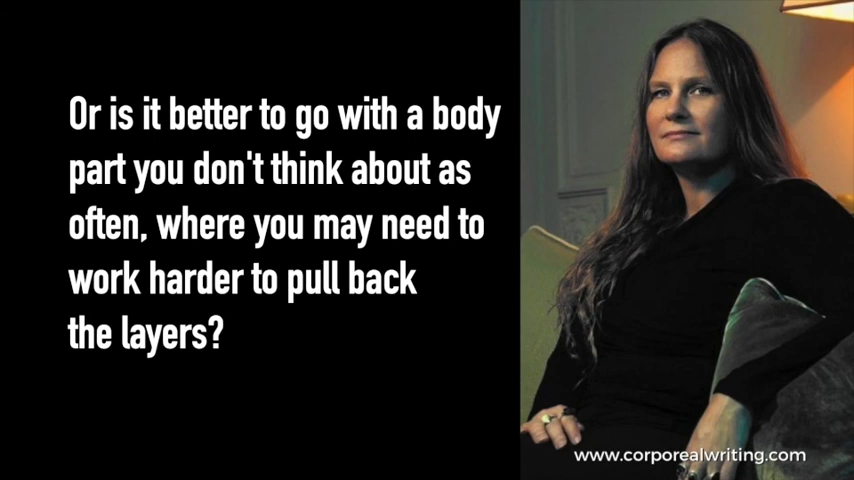 Or is it better to go with a body
part you don't think about as
often, where you may need to
work harder to pull back
the layers?
www.corporealwriting.com